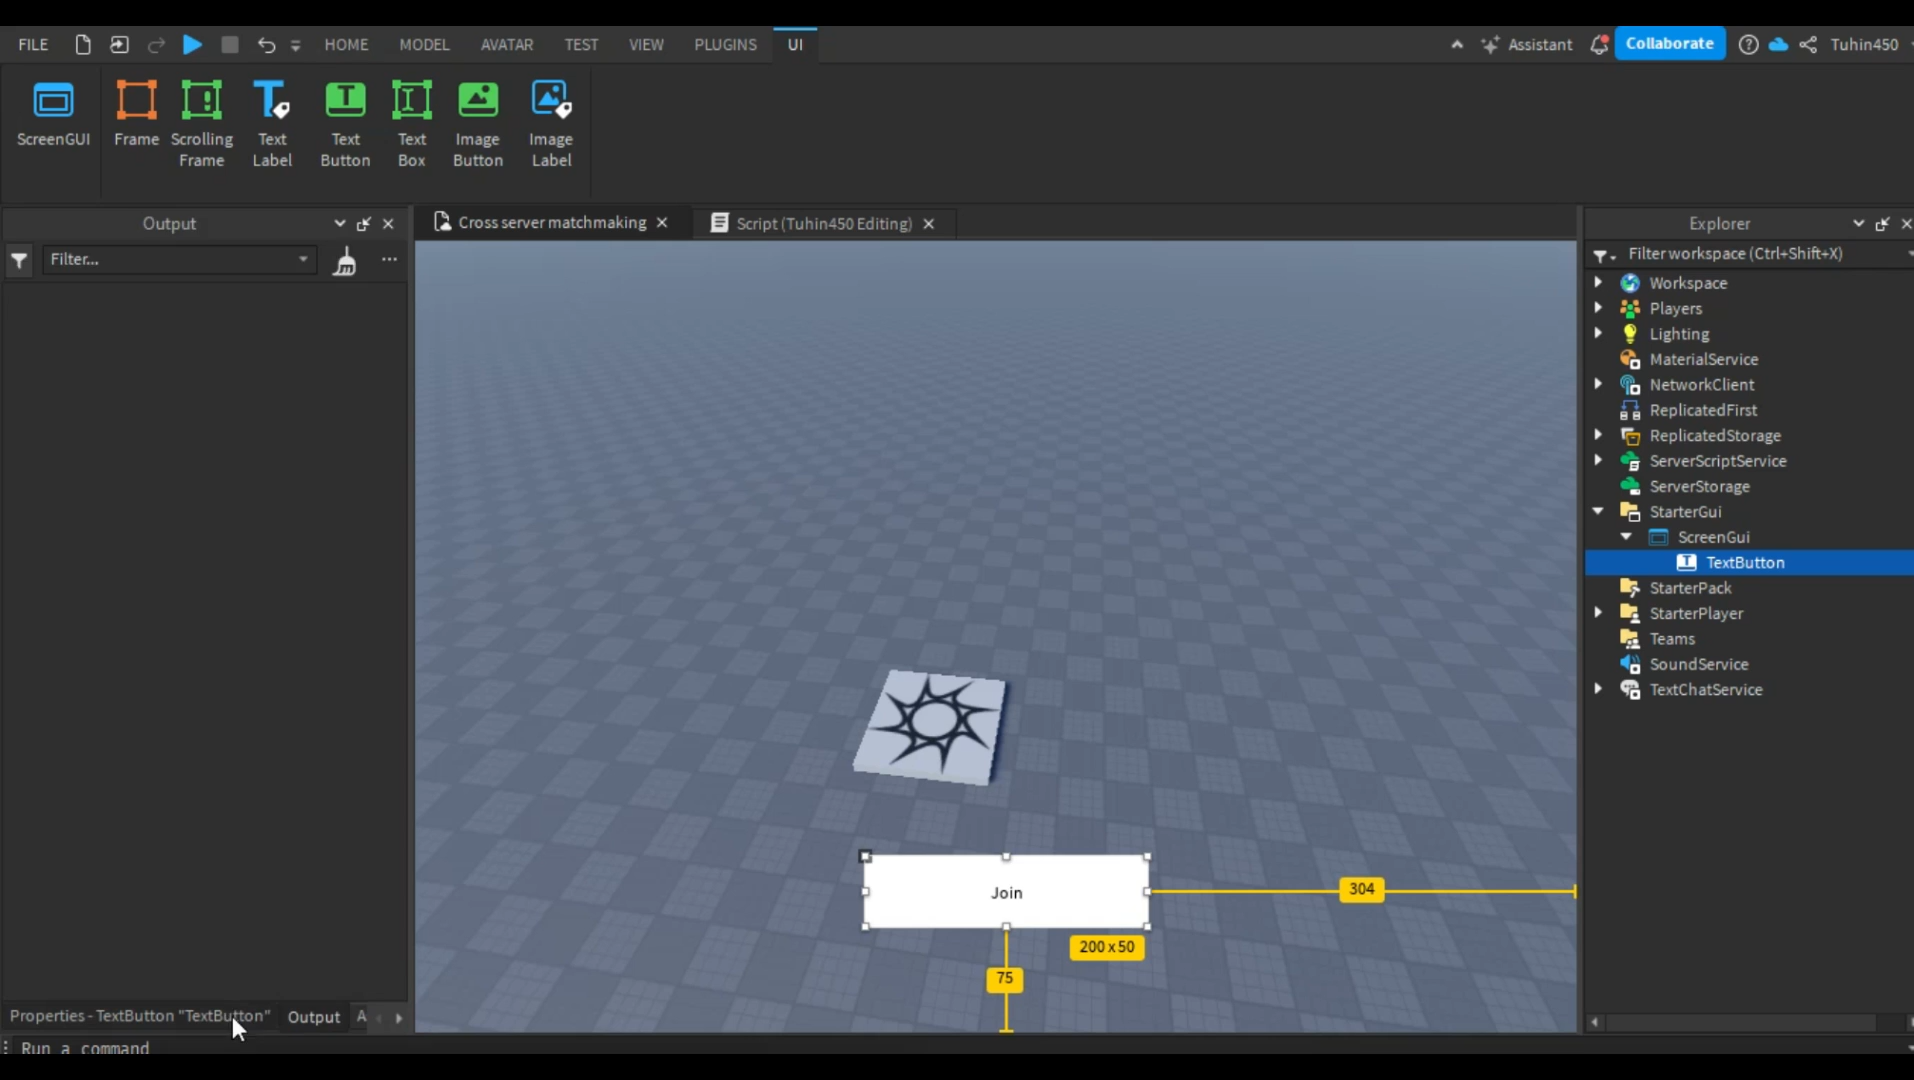 FILE HOME MODEL AVATAR TEST VIEW PLUGINS UI Assistant Collaborate Tuhin450
ScreenGUI Frame Scrolling Text Text Text Image Image
Frame Label Button Box Button Label
Output
Filter...
Cross server matchmaking
Script (Tuhin450 Editing)
Explorer
Filter workspace (Ctrl+Shift+X)
Workspace
Players
Lighting
MaterialService
NetworkClient
ReplicatedFirst
ReplicatedStorage
ServerScriptService
ServerStorage
StarterGui
ScreenGui
TextButton
StarterPack
StarterPlayer
Teams
SoundService
TextChatService
Join
304
200 x 50
75
Properties - TextButton "TextButton" Output A
Run a command